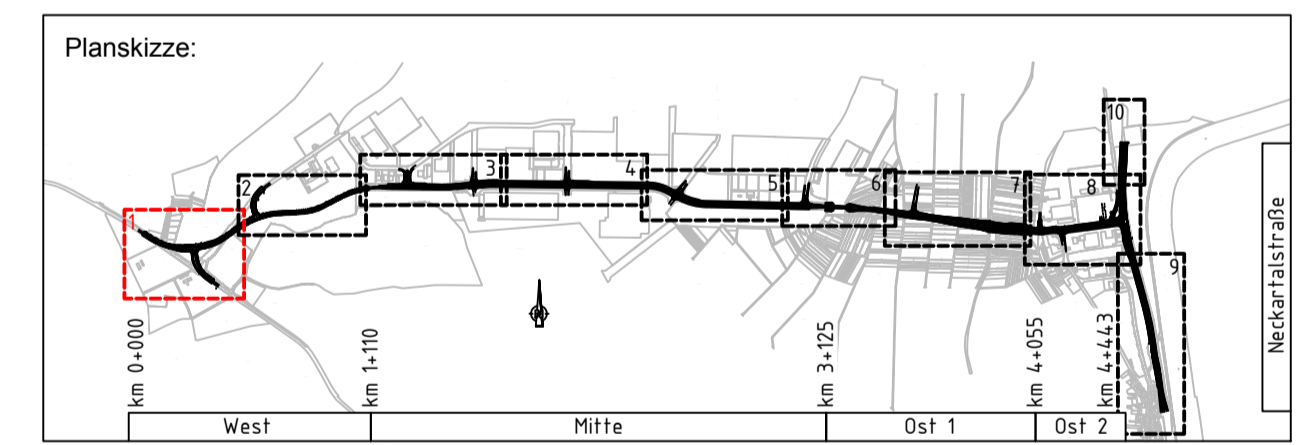 Planskizze:
10
1
2
3
4
5
6
7
8
9
km 0+000
km 1+110
km 3+125
km 4+055
km 4+443
Neckartalstraße
West
Mitte
Ost 1
Ost 2